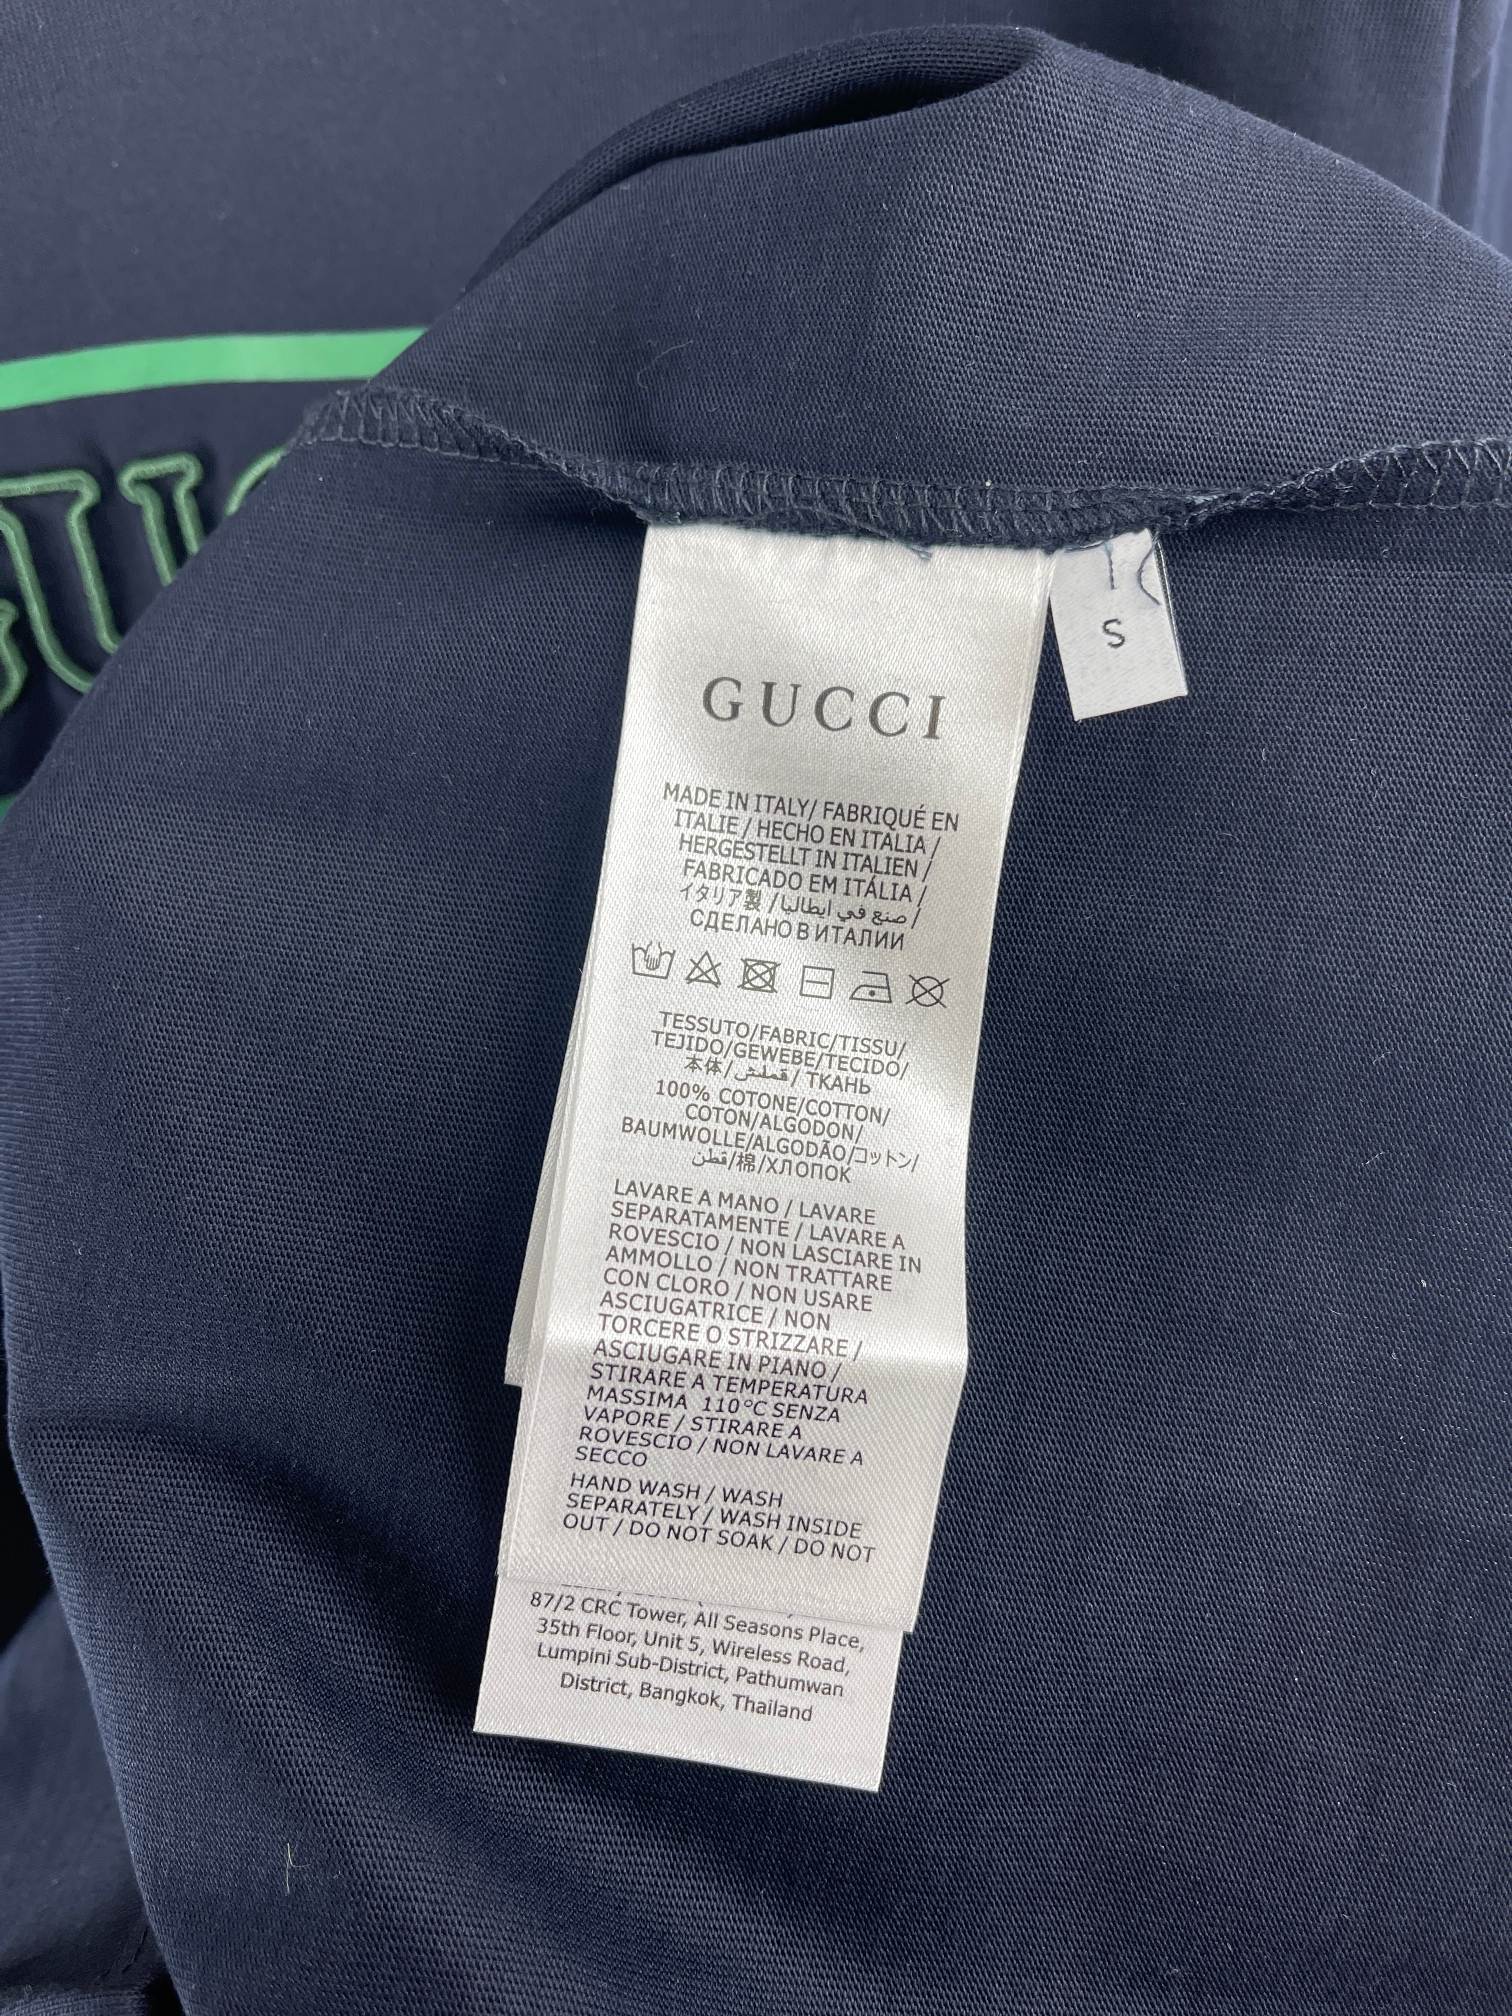 GUC
S
GUCCI
MADE IN ITALY/ FABRIQUÉ EN
ITALIE / HECHO EN ITALIA /
HERGESTELLT IN ITALIEN /
FABRICADO EM ITÁLIA /
イタリア製 / صنع في ايطاليا /
СДЕЛАНО В ИТАЛИИ
TESSUTO/FABRIC/TISSU/
TEJIDO/GEWEBE/TECIDO/
本体/قملش/ ТКАНЬ
100% COTONE/COTTON/
COTON/ALGODON/
BAUMWOLLE/ALGODÃO/コットン/
قطن/棉/ХЛОПОК
LAVARE A MANO / LAVARE
SEPARATAMENTE / LAVARE A
ROVESCIO / NON LASCIARE IN
AMMOLLO / NON TRATTARE
CON CLORO / NON USARE
ASCIUGATRICE / NON
TORCERE O STRIZZARE /
ASCIUGARE IN PIANO /
STIRARE A TEMPERATURA
MASSIMA 110°C SENZA
VAPORE / STIRARE A
ROVESCIO / NON LAVARE A
SECCO
HAND WASH / WASH
SEPARATELY / WASH INSIDE
OUT / DO NOT SOAK / DO NOT
87/2 CRC Tower, All Seasons Place,
35th Floor, Unit 5, Wireless Road,
Lumpini Sub-District, Pathumwan
District, Bangkok, Thailand